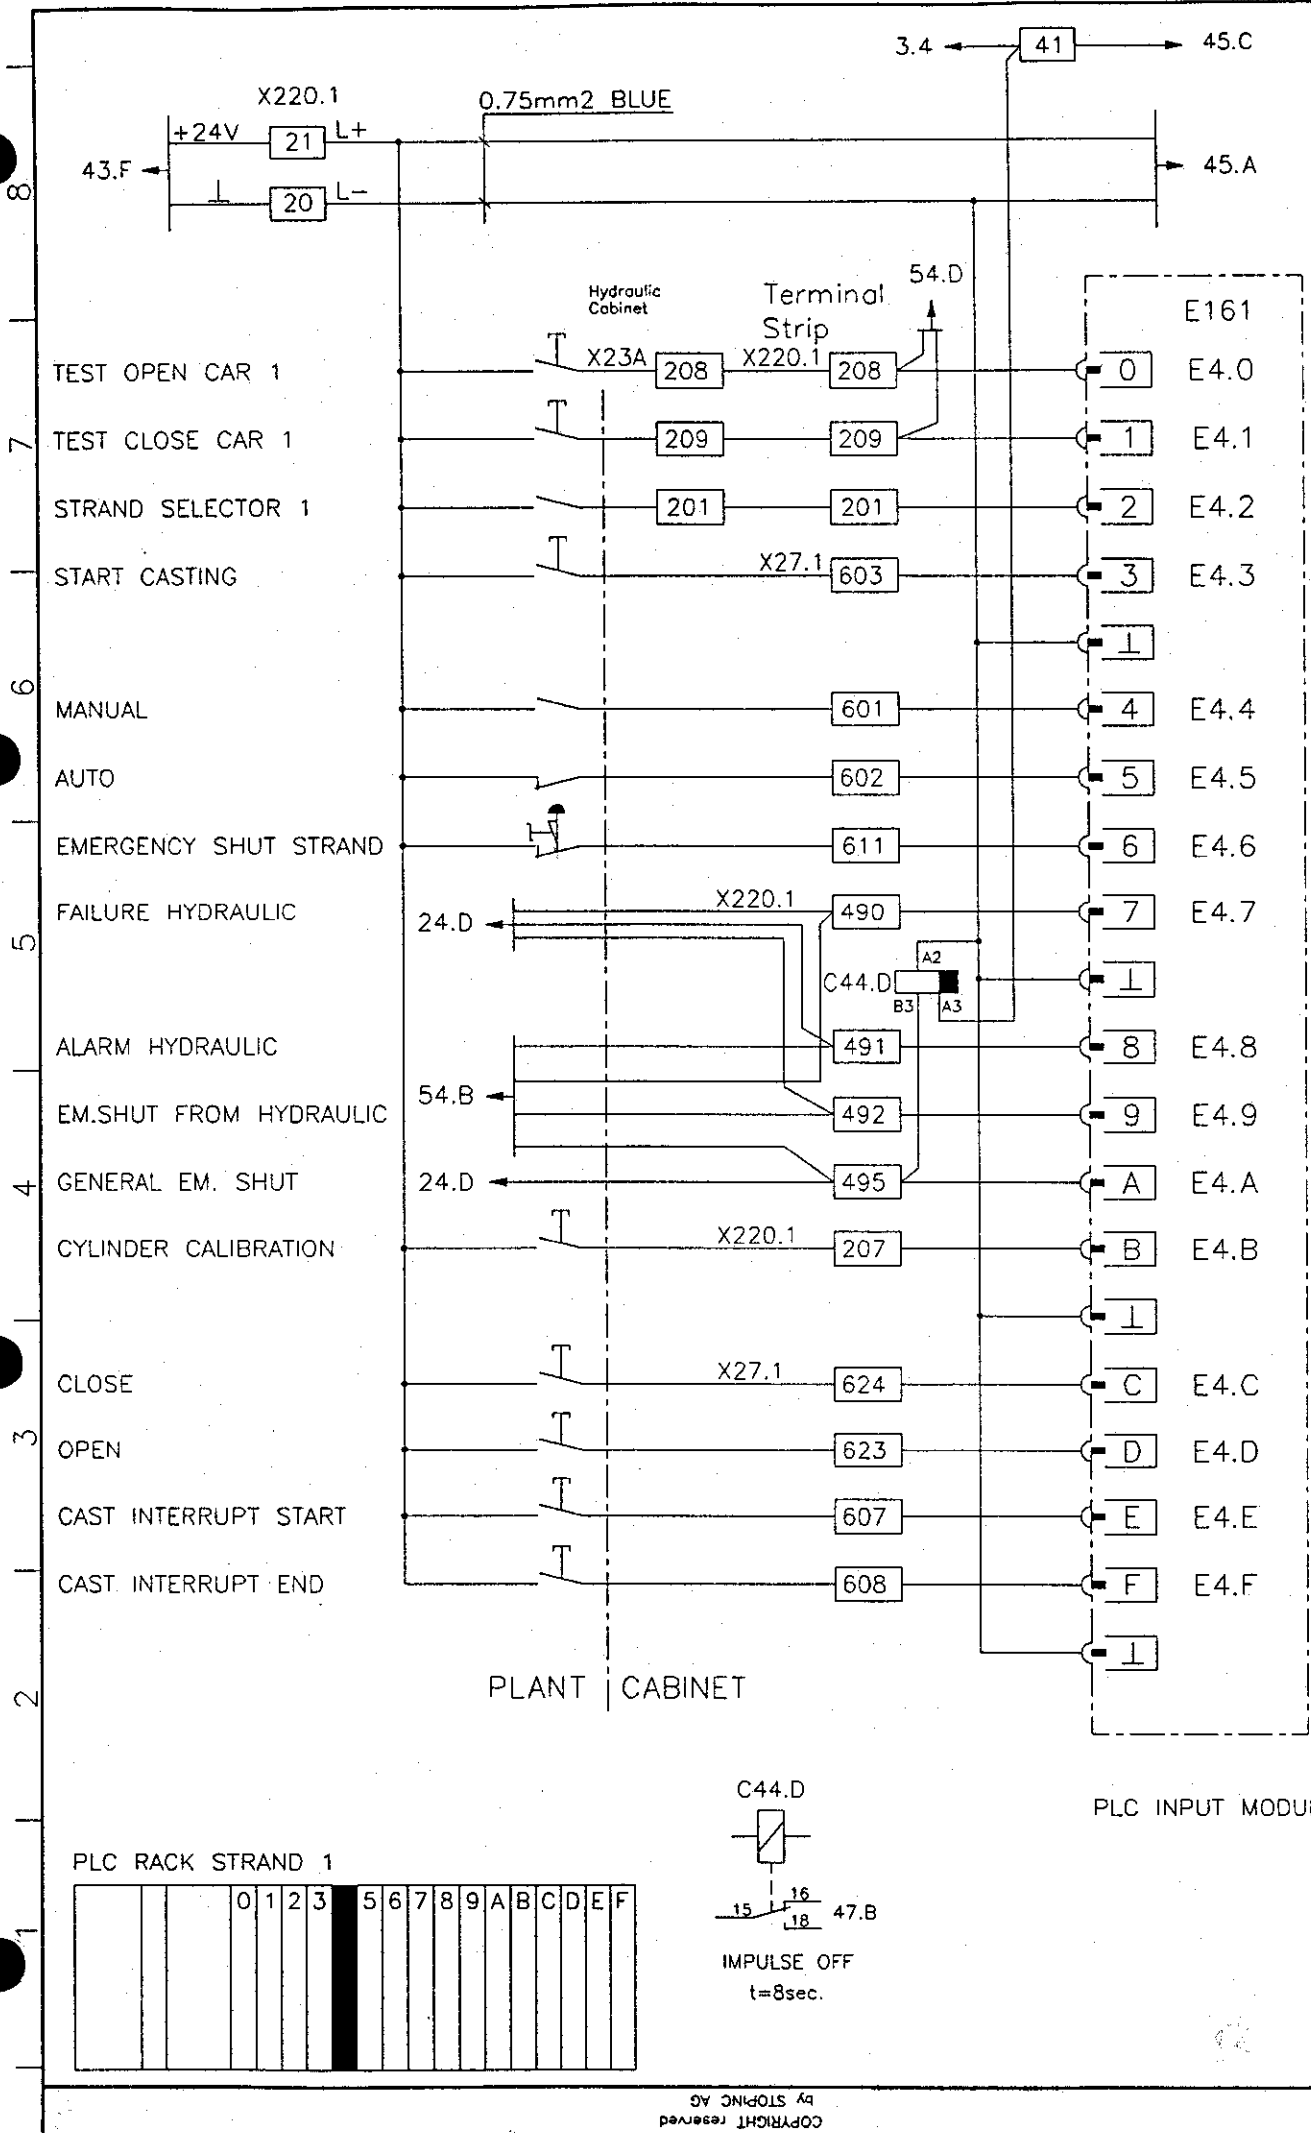 3.4 41 45.C
X220.1 0.75mm2 BLUE
+24V 21 L+
43.F 45.A
8
⊥ 20 L-
54.D
Hydraulic Terminal
Cabinet Strip
E161
TEST OPEN CAR 1 X23A 208 X220.1 208 0 E4.0
7
TEST CLOSE CAR 1 209 209 1 E4.1
STRAND SELECTOR 1 201 201 2 E4.2
START CASTING X27.1 603 3 E4.3
⊥
6
MANUAL 601 4 E4.4
AUTO 602 5 E4.5
EMERGENCY SHUT STRAND 611 6 E4.6
FAILURE HYDRAULIC 24.D X220.1 490 7 E4.7
5
A2
C44.D ⊥
B3 A3
ALARM HYDRAULIC 491 8 E4.8
54.B
EM.SHUT FROM HYDRAULIC 492 9 E4.9
4
GENERAL EM. SHUT 24.D 495 A E4.A
CYLINDER CALIBRATION X220.1 207 B E4.B
⊥
CLOSE X27.1 624 C E4.C
3
OPEN 623 D E4.D
CAST INTERRUPT START 607 E E4.E
CAST INTERRUPT END 608 F E4.F
⊥
2
PLANT CABINET
C44.D
PLC INPUT MODU
PLC RACK STRAND 1
0 1 2 3 5 6 7 8 9 A B C D E F
1
15 16 18 47.B
IMPULSE OFF
t=8sec.
COPYRIGHT reserved
by STOPINC AG